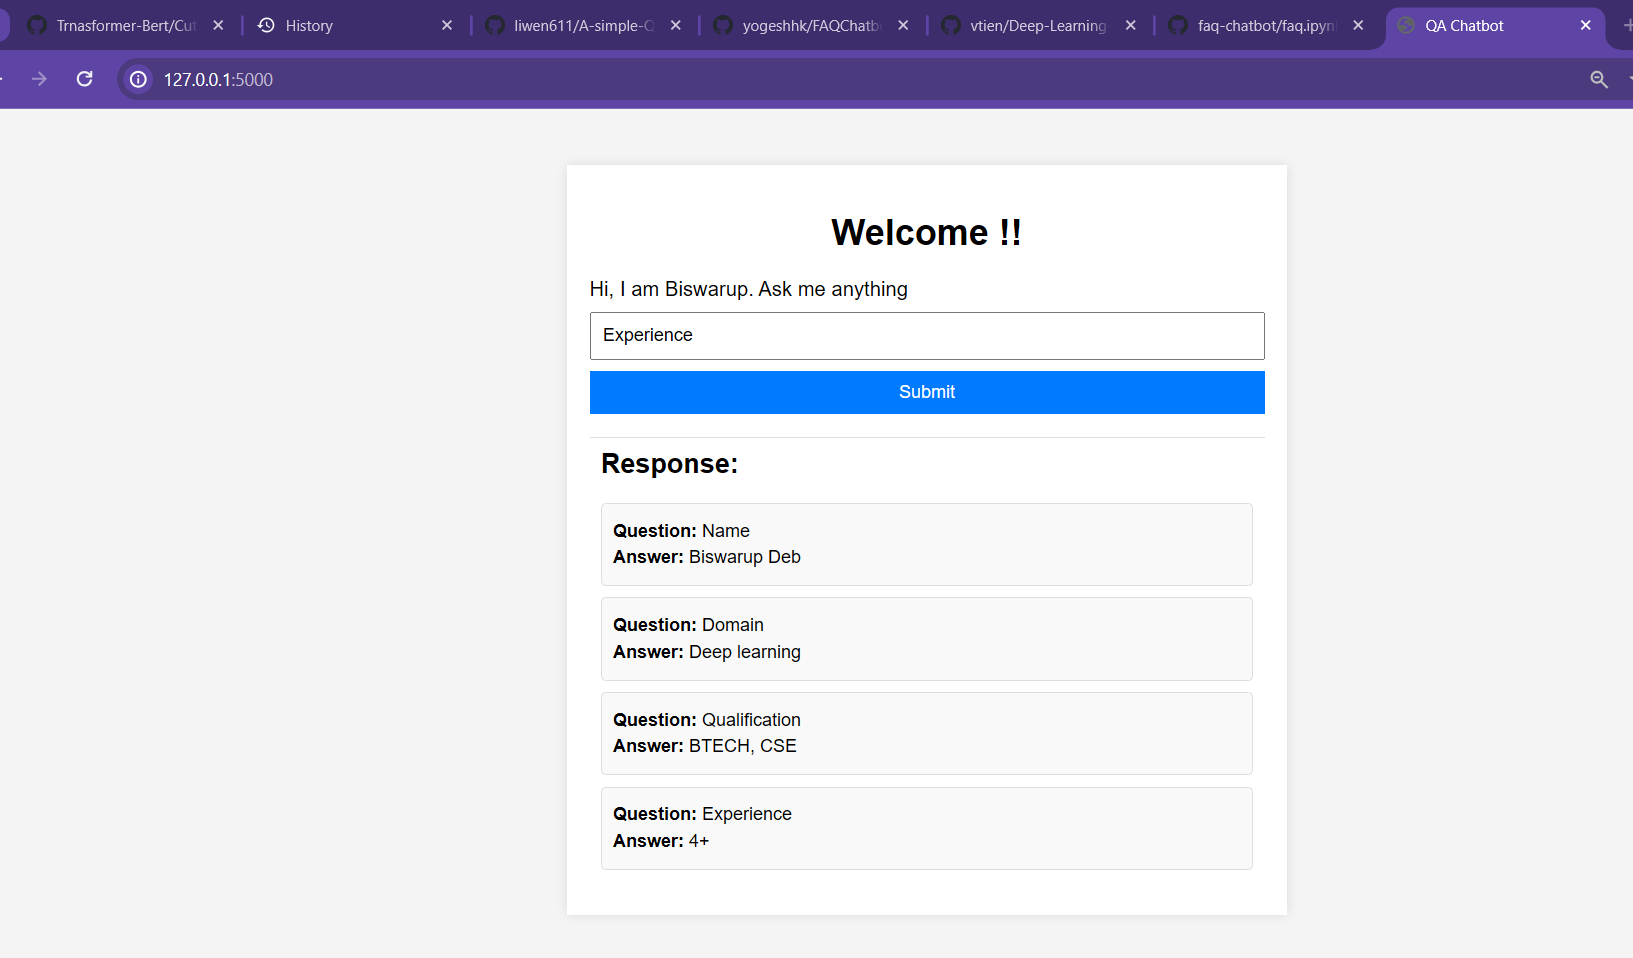 Trnasformer-Bert/Cut
History
liwen611/A-simple-Q
yogeshhk/FAQChatb
vtien/Deep-Learning
faq-chatbot/faq.ipyn
QA Chatbot
127.0.0.1:5000
Welcome !!
Hi, I am Biswarup. Ask me anything
Experience
Submit
Response:
Question: Name
Answer: Biswarup Deb
Question: Domain
Answer: Deep learning
Question: Qualification
Answer: BTECH, CSE
Question: Experience
Answer: 4+